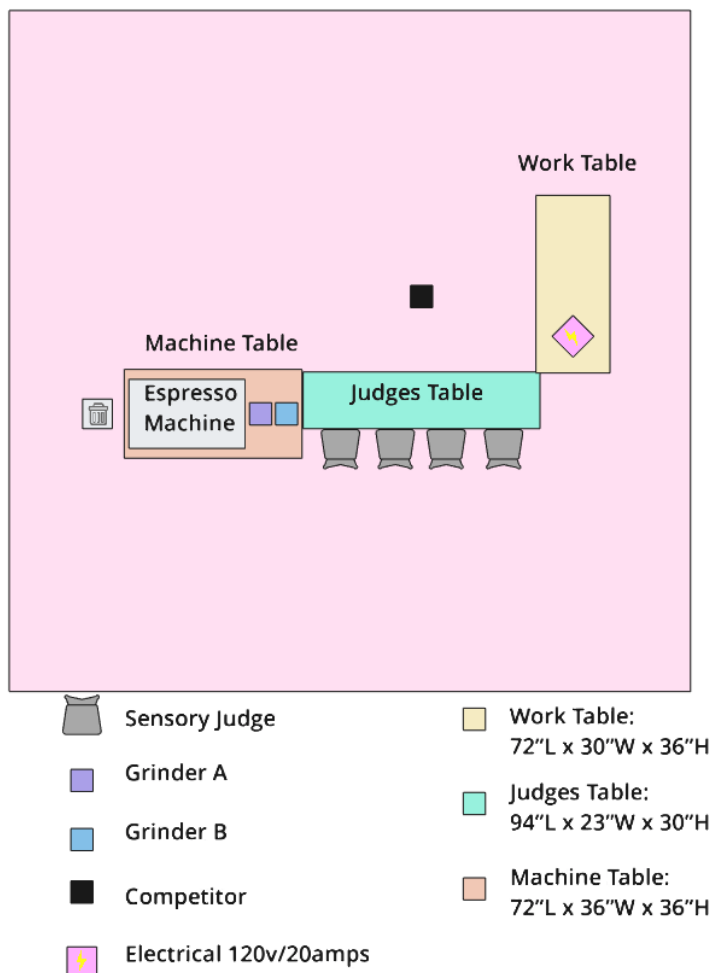 Work Table
Machine Table
Espresso
Machine
Judges Table
Sensory Judge
Grinder A
Grinder B
Competitor
Electrical 120v/20amps
Work Table:
72”L x 30”W x 36”H
Judges Table:
94”L x 23”W x 30”H
Machine Table:
72”L x 36”W x 36”H